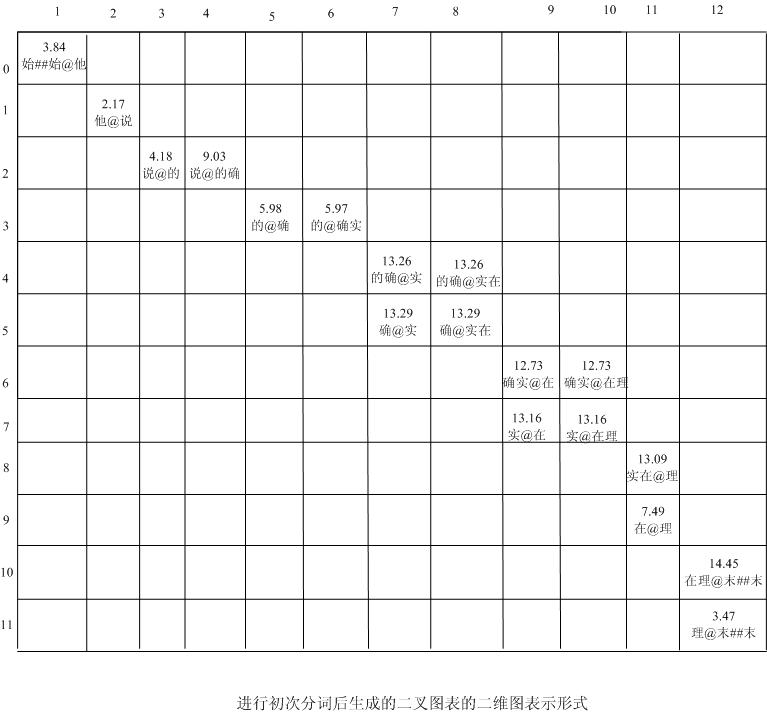 1 2 3 4 5 6 7 8 9 10 11 12
0
3.84
始##始@他
1
2.17
他@说
2
4.18 9.03
说@的 说@的确
3
5.98 5.97
的@确 的@确实
4
13.26 13.26
的确@实 的确@实在
5
13.29 13.29
确@实 确@实在
6
12.73 12.73
确实@在 确实@在理
7
13.16 13.16
实@在 实@在理
8
13.09
实在@理
9
7.49
在@理
10
14.45
在理@末##末
11
3.47
理@末##末
进行初次分词后生成的二叉图表的二维图表示形式